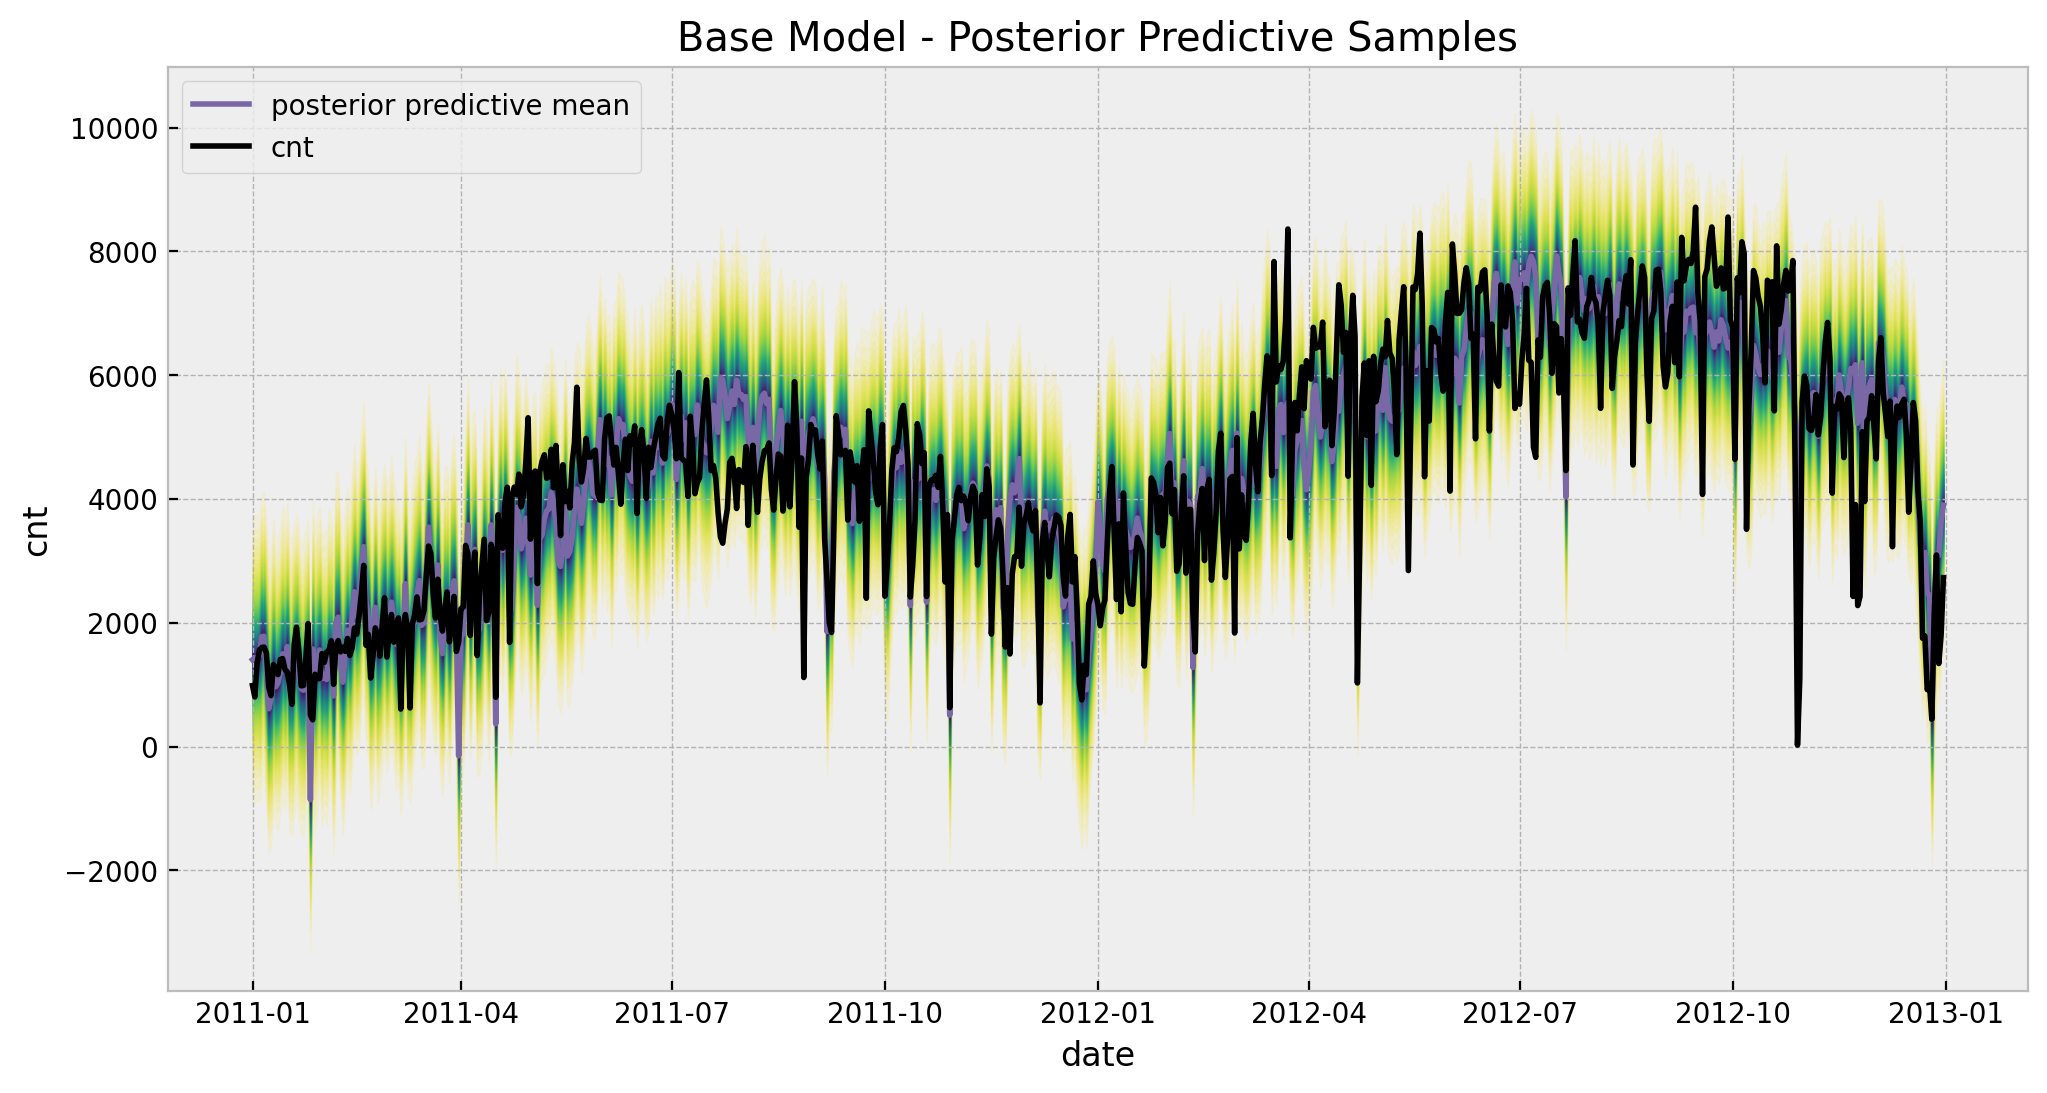 Base Model - Posterior Predictive Samples
posterior predictive mean
cnt
10000
8000
6000
4000
2000
0
−2000
cnt
2011-01 2011-04 2011-07 2011-10 2012-01 2012-04 2012-07 2012-10 2013-01
date